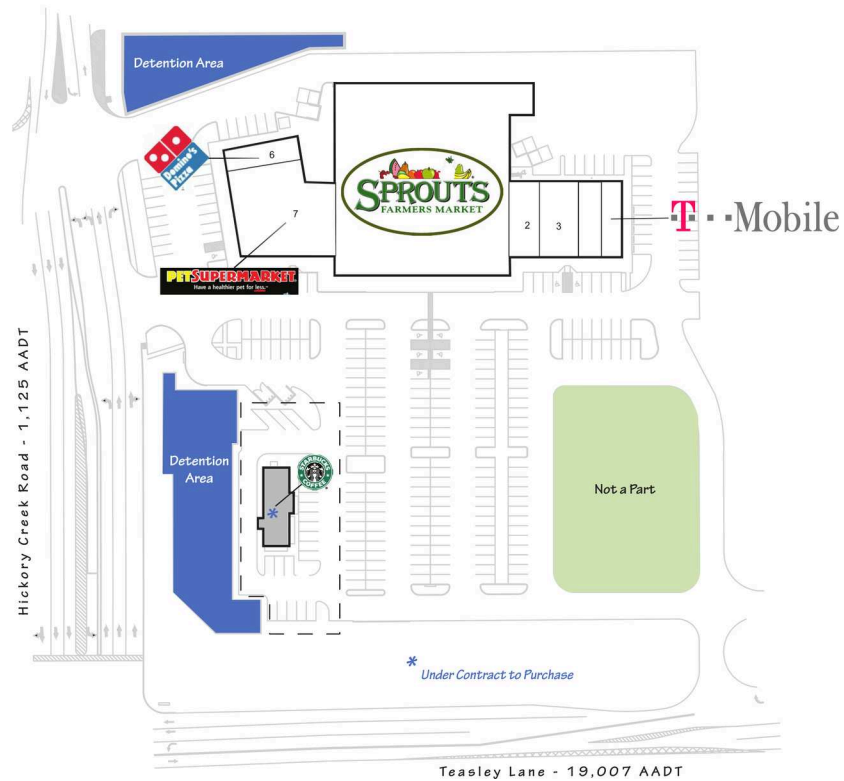 Detention Area
Domino's
Pizza
6
7
SPROUTS
FARMERS MARKET
2
3
T Mobile
PETSUPERMARKET
Have a healthier pet for less.
Hickory Creek Road - 1,125 AADT
Detention
Area
STARBUCKS
COFFEE
*
Not a Part
* Under Contract to Purchase
Teasley Lane - 19,007 AADT